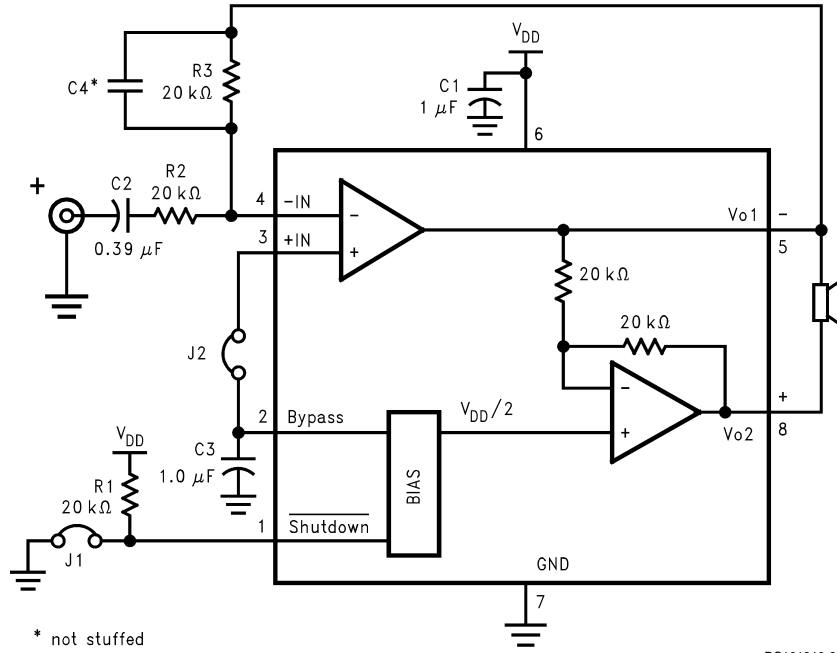 V_DD
R3
20 kΩ
C4*
C1
1 μF
6
+
C2
R2
20 kΩ
4
-IN
-
Vo1
-
0.39 μF
3
+IN
+
5
20 kΩ
J2
20 kΩ
-
+
2
Bypass
V_DD/2
+
Vo2
8
C3
1.0 μF
V_DD
BIAS
R1
20 kΩ
1
Shutdown
J1
GND
7
* not stuffed